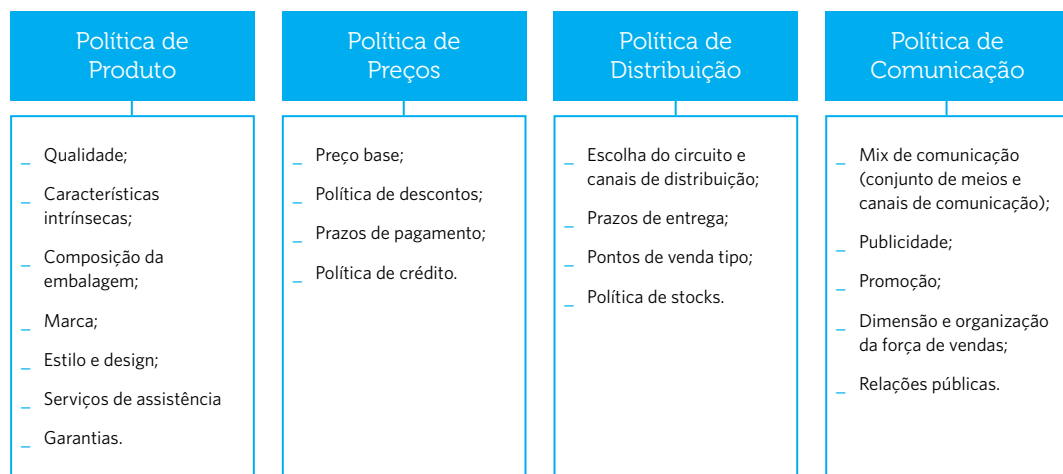 Política de
Produto
_ Qualidade;
_ Características
intrínsecas;
_ Composição da
embalagem;
_ Marca;
_ Estilo e design;
_ Serviços de assistência
_ Garantias.
Política de
Preços
_ Preço base;
_ Política de descontos;
_ Prazos de pagamento;
_ Política de crédito.
Política de
Distribuição
_ Escolha do circuito e
canais de distribuição;
_ Prazos de entrega;
_ Pontos de venda tipo;
_ Política de stocks.
Política de
Comunicação
_ Mix de comunicação
(conjunto de meios e
canais de comunicação);
_ Publicidade;
_ Promoção;
_ Dimensão e organização
da força de vendas;
_ Relações públicas.